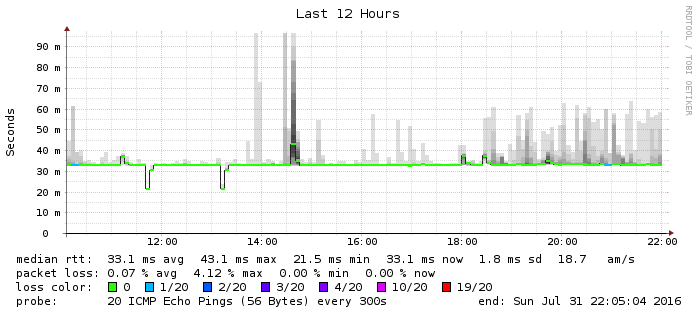 Last 12 Hours
RRDTOOL / TOBI OETIKER
Seconds
90 m
80 m
70 m
60 m
50 m
40 m
30 m
20 m
10 m
0
12:00 14:00 16:00 18:00 20:00 22:00
median rtt: 33.1 ms avg 43.1 ms max 21.5 ms min 33.1 ms now 1.8 ms sd 18.7 am/s
packet loss: 0.07 % avg 4.12 % max 0.00 % min 0.00 % now
loss color: 0 1/20 2/20 3/20 4/20 10/20 19/20
probe: 20 ICMP Echo Pings (56 Bytes) every 300s end: Sun Jul 31 22:05:04 2016